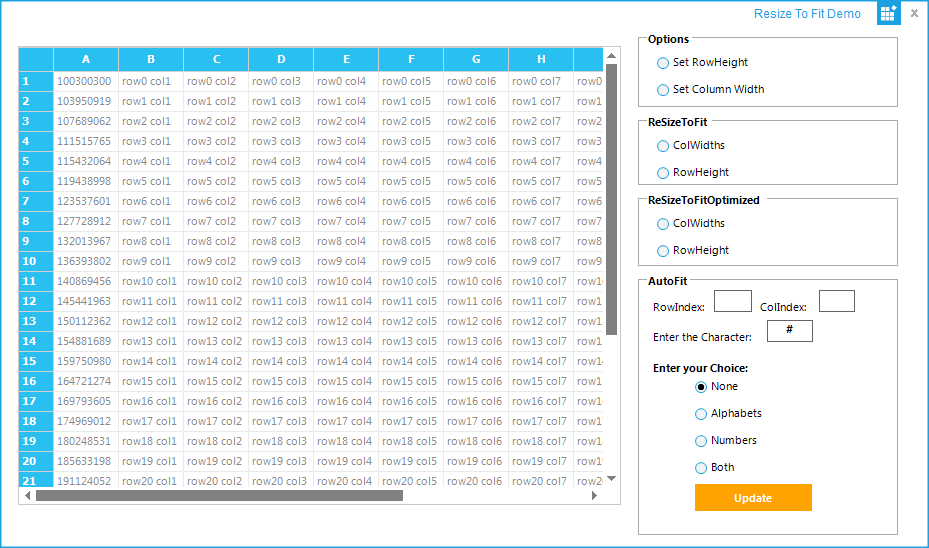 Resize To Fit Demo
A B C D E F G H
1 100300300 row0 col1 row0 col2 row0 col3 row0 col4 row0 col5 row0 col6 row0 col7 row0
2 103950919 row1 col1 row1 col2 row1 col3 row1 col4 row1 col5 row1 col6 row1 col7 row1
3 107689062 row2 col1 row2 col2 row2 col3 row2 col4 row2 col5 row2 col6 row2 col7 row2
4 111515765 row3 col1 row3 col2 row3 col3 row3 col4 row3 col5 row3 col6 row3 col7 row3
5 115432064 row4 col1 row4 col2 row4 col3 row4 col4 row4 col5 row4 col6 row4 col7 row4
6 119438998 row5 col1 row5 col2 row5 col3 row5 col4 row5 col5 row5 col6 row5 col7 row5
7 123537601 row6 col1 row6 col2 row6 col3 row6 col4 row6 col5 row6 col6 row6 col7 row6
8 127728912 row7 col1 row7 col2 row7 col3 row7 col4 row7 col5 row7 col6 row7 col7 row7
9 132013967 row8 col1 row8 col2 row8 col3 row8 col4 row8 col5 row8 col6 row8 col7 row8
10 136393802 row9 col1 row9 col2 row9 col3 row9 col4 row9 col5 row9 col6 row9 col7 row9
11 140869456 row10 col1 row10 col2 row10 col3 row10 col4 row10 col5 row10 col6 row10 col7 row1
12 145441963 row11 col1 row11 col2 row11 col3 row11 col4 row11 col5 row11 col6 row11 col7 row1
13 150112362 row12 col1 row12 col2 row12 col3 row12 col4 row12 col5 row12 col6 row12 col7 row1
14 154881689 row13 col1 row13 col2 row13 col3 row13 col4 row13 col5 row13 col6 row13 col7 row1
15 159750980 row14 col1 row14 col2 row14 col3 row14 col4 row14 col5 row14 col6 row14 col7 row1
16 164721274 row15 col1 row15 col2 row15 col3 row15 col4 row15 col5 row15 col6 row15 col7 row1
17 169793605 row16 col1 row16 col2 row16 col3 row16 col4 row16 col5 row16 col6 row16 col7 row1
18 174969012 row17 col1 row17 col2 row17 col3 row17 col4 row17 col5 row17 col6 row17 col7 row1
19 180248531 row18 col1 row18 col2 row18 col3 row18 col4 row18 col5 row18 col6 row18 col7 row1
20 185633198 row19 col1 row19 col2 row19 col3 row19 col4 row19 col5 row19 col6 row19 col7 row1
21 191124052 row20 col1 row20 col2 row20 col3 row20 col4 row20 col5 row20 col6 row20 col7 row2
Options
Set RowHeight
Set Column Width
ReSizeToFit
ColWidths
RowHeight
ReSizeToFitOptimized
ColWidths
RowHeight
AutoFit
RowIndex: ColIndex:
Enter the Character: #
Enter your Choice:
None
Alphabets
Numbers
Both
Update